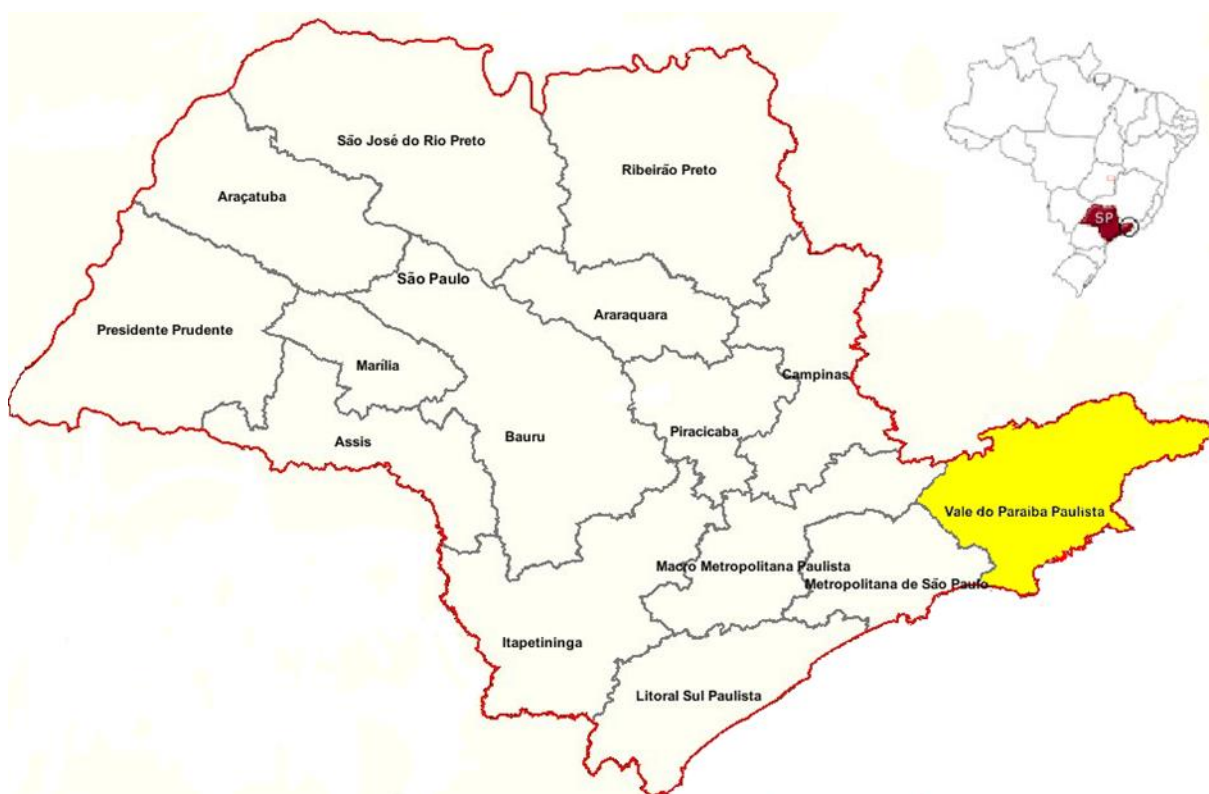 São José do Rio Preto
Ribeirão Preto
SP
Araçatuba
São Paulo
Araraquara
Presidente Prudente
Marília
Campinas
Piracicaba
Assis
Bauru
Vale do Paraiba Paulista
Macro Metropolitana Paulista
Metropolitana de São Paulo
Itapetininga
Litoral Sul Paulista